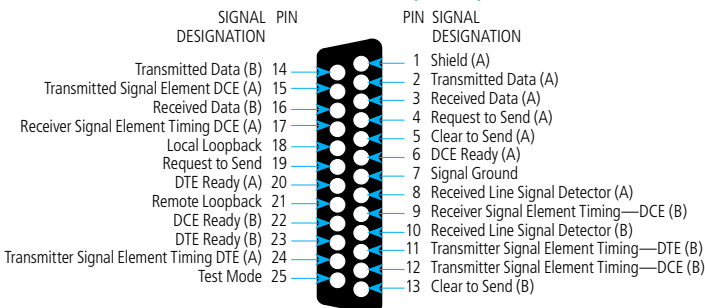 SIGNAL PIN
DESIGNATION
Transmitted Data (B) 14
Transmitted Signal Element DCE (A) 15
Received Data (B) 16
Receiver Signal Element Timing DCE (A) 17
Local Loopback 18
Request to Send 19
DTE Ready (A) 20
Remote Loopback 21
DCE Ready (B) 22
DTE Ready (B) 23
Transmitter Signal Element Timing DTE (A) 24
Test Mode 25
PIN SIGNAL
DESIGNATION
1 Shield (A)
2 Transmitted Data (A)
3 Received Data (A)
4 Request to Send (A)
5 Clear to Send (A)
6 DCE Ready (A)
7 Signal Ground
8 Received Line Signal Detector (A)
9 Receiver Signal Element Timing—DCE (B)
10 Received Line Signal Detector (B)
11 Transmitter Signal Element Timing—DTE (B)
12 Transmitter Signal Element Timing—DCE (B)
13 Clear to Send (B)